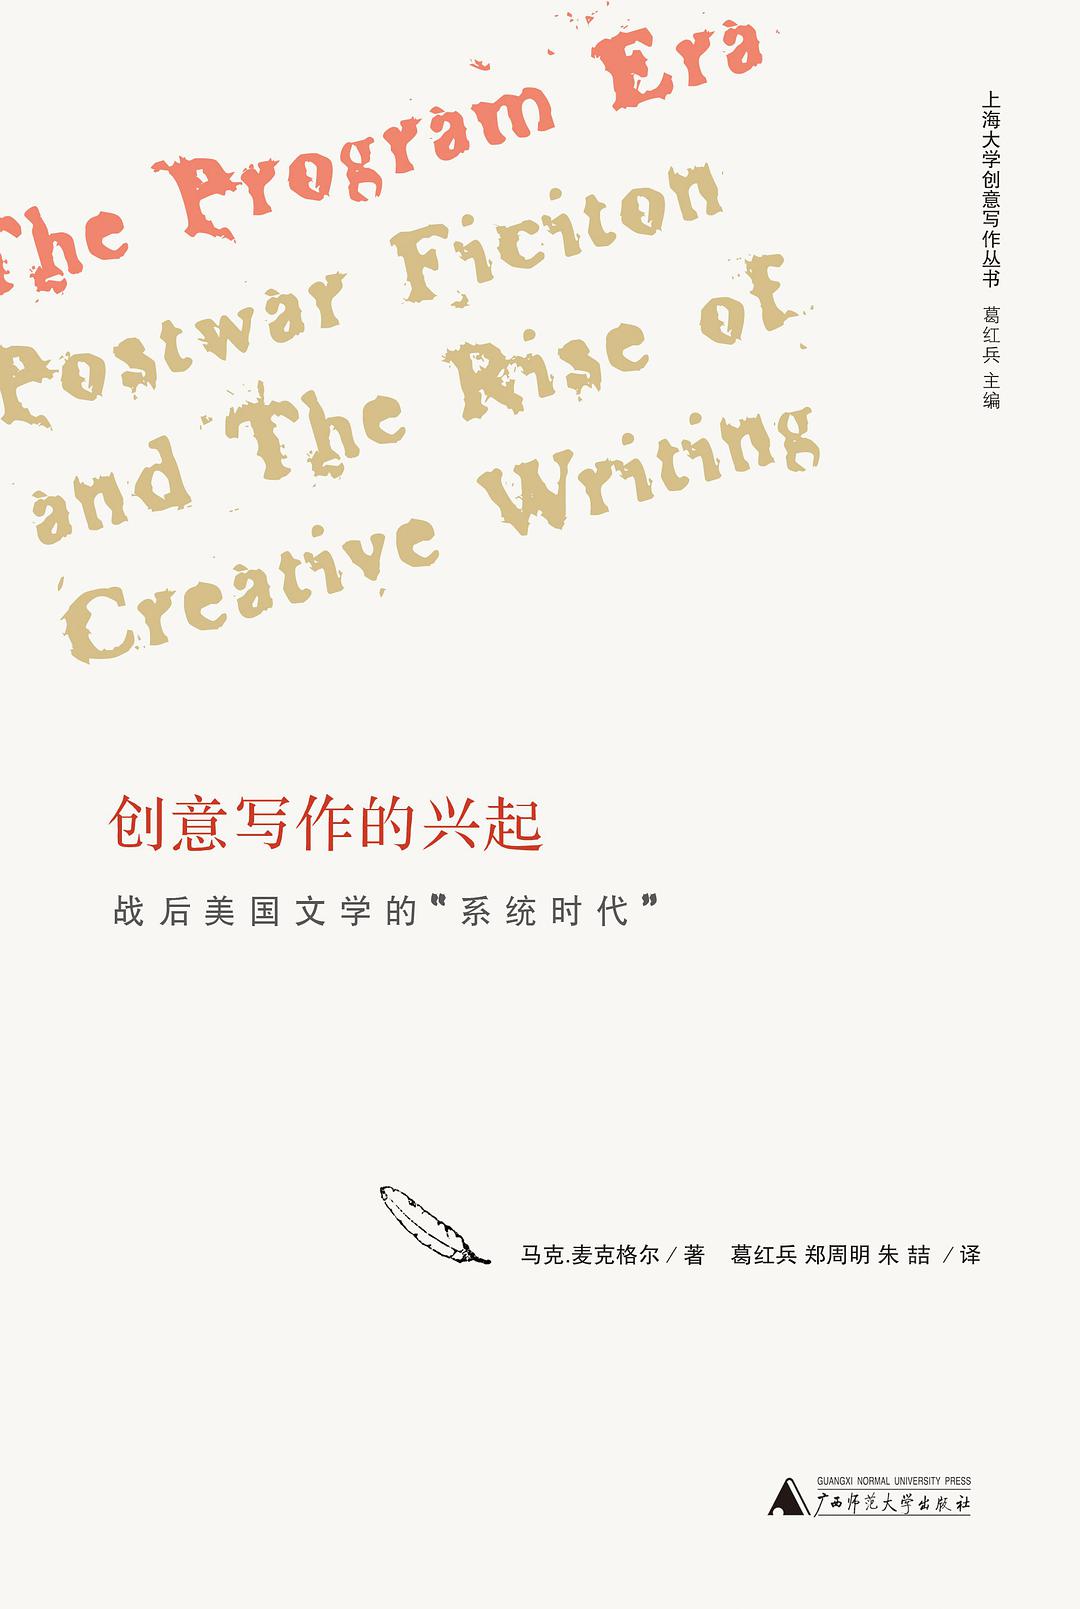 The Program Era
Postwar Ficiton
and The Rise of
Creative Writing
上海大学创意写作丛书 葛红兵 主编
创意写作的兴起
战后美国文学的“系统时代”
马克.麦克格尔/著 葛红兵 郑周明 朱喆/译
GUANGXI NORMAL UNIVERSITY PRESS
广西师范大学出版社